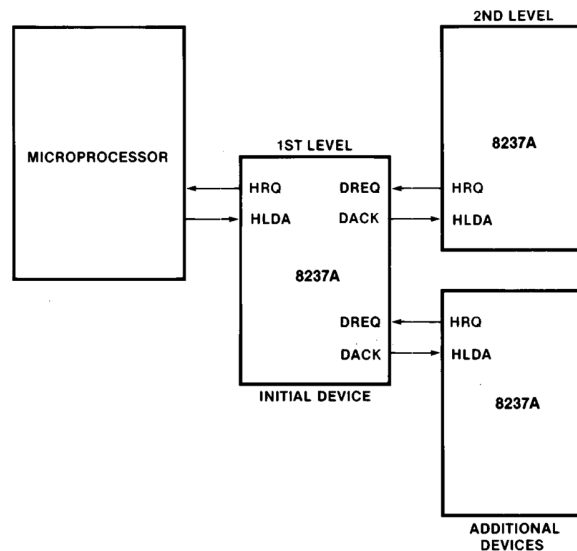 2ND LEVEL
8237A
HRQ
HLDA
MICROPROCESSOR
1ST LEVEL
HRQ
HLDA
DREQ
DACK
8237A
DREQ
DACK
INITIAL DEVICE
HRQ
HLDA
8237A
ADDITIONAL
DEVICES